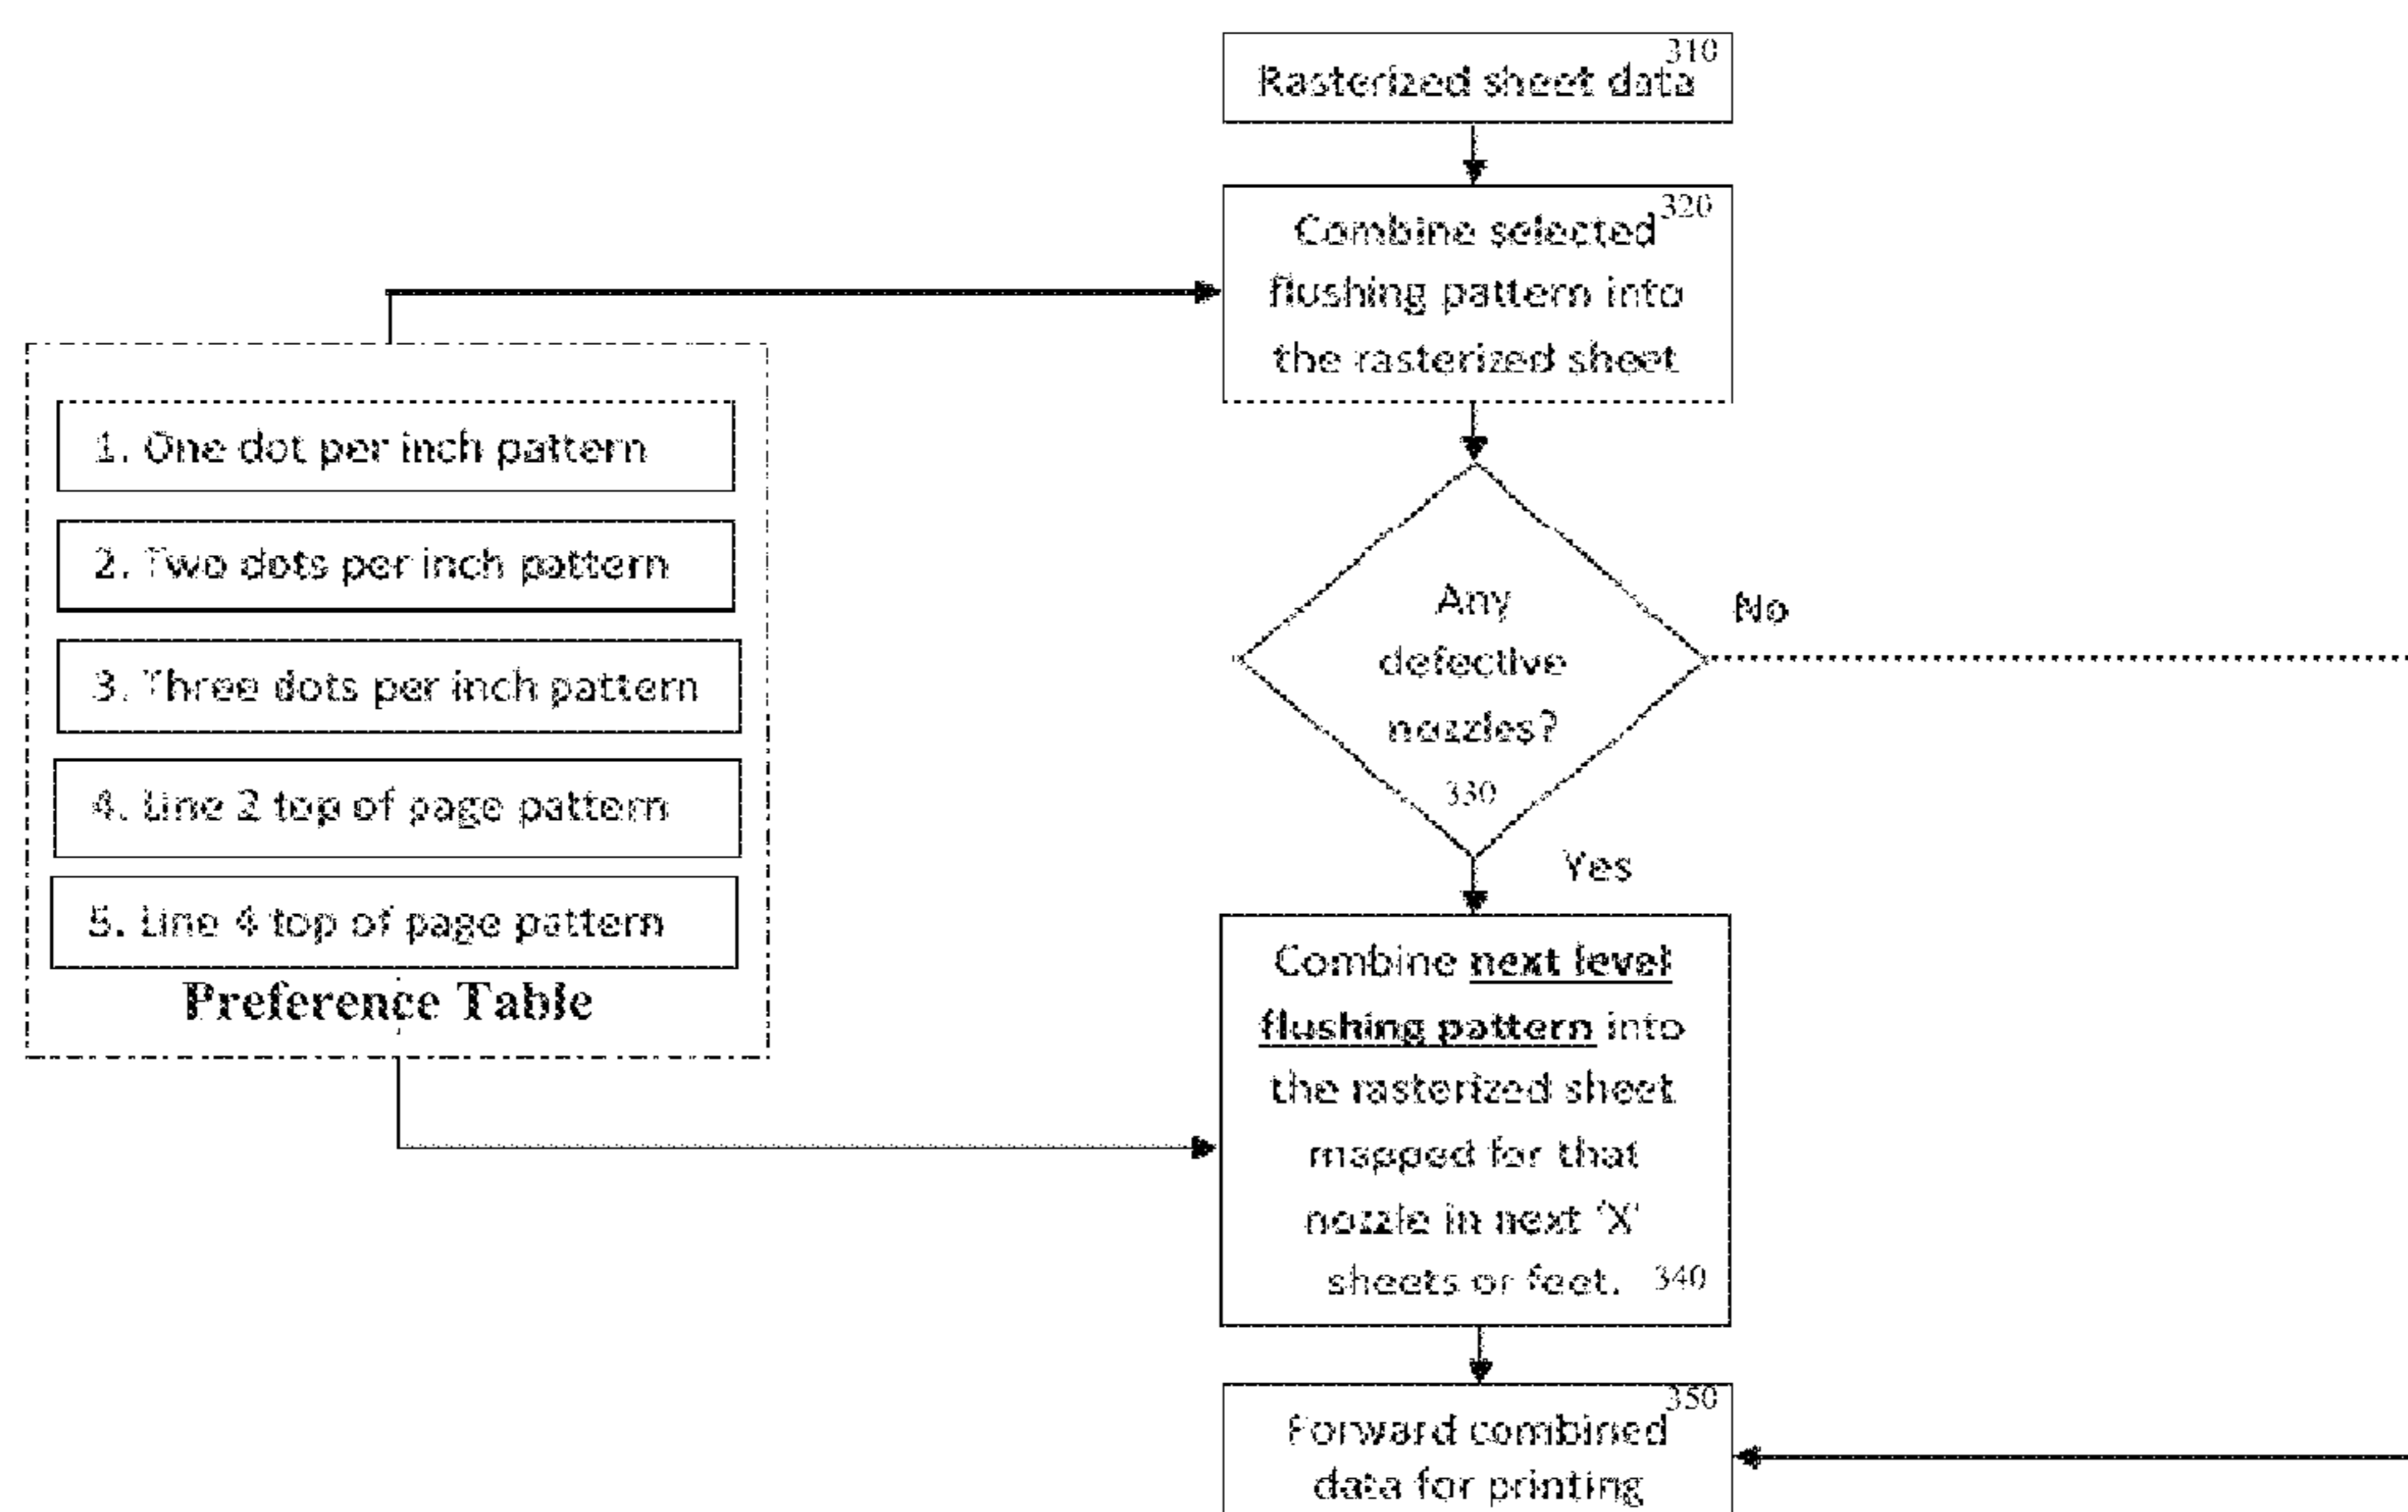 310
Rasterized sheet data
320
Combine selected
flushing pattern into
the rasterized sheet
1. One dot per inch pattern
2. Two dots per inch pattern
3. Three dots per inch pattern
4. Line 2 top of page pattern
5. Line 4 top of page pattern
Preference Table
Any
defective
nozzles?
330
No
Yes
Combine next level
flushing pattern into
the rasterized sheet
mapped for that
nozzle in next 'X'
sheets or feet. 340
350
Forward combined
data for printing